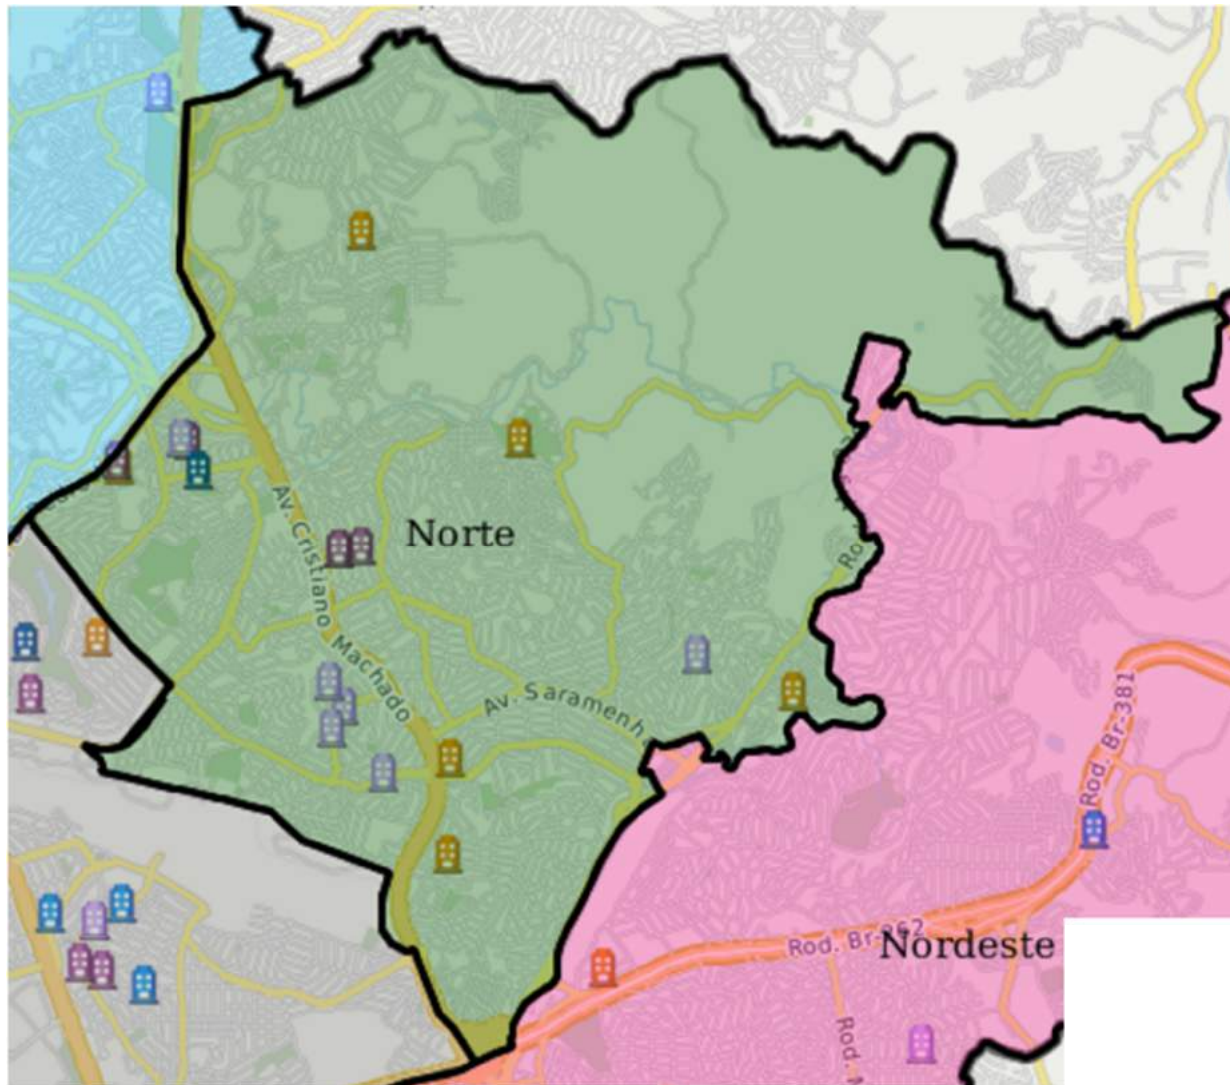 Av. Cristiano Machado
Norte
Av. Saramenh
Ro
Rod. Br-381
Rod. Br-262
Nordeste
Rod.